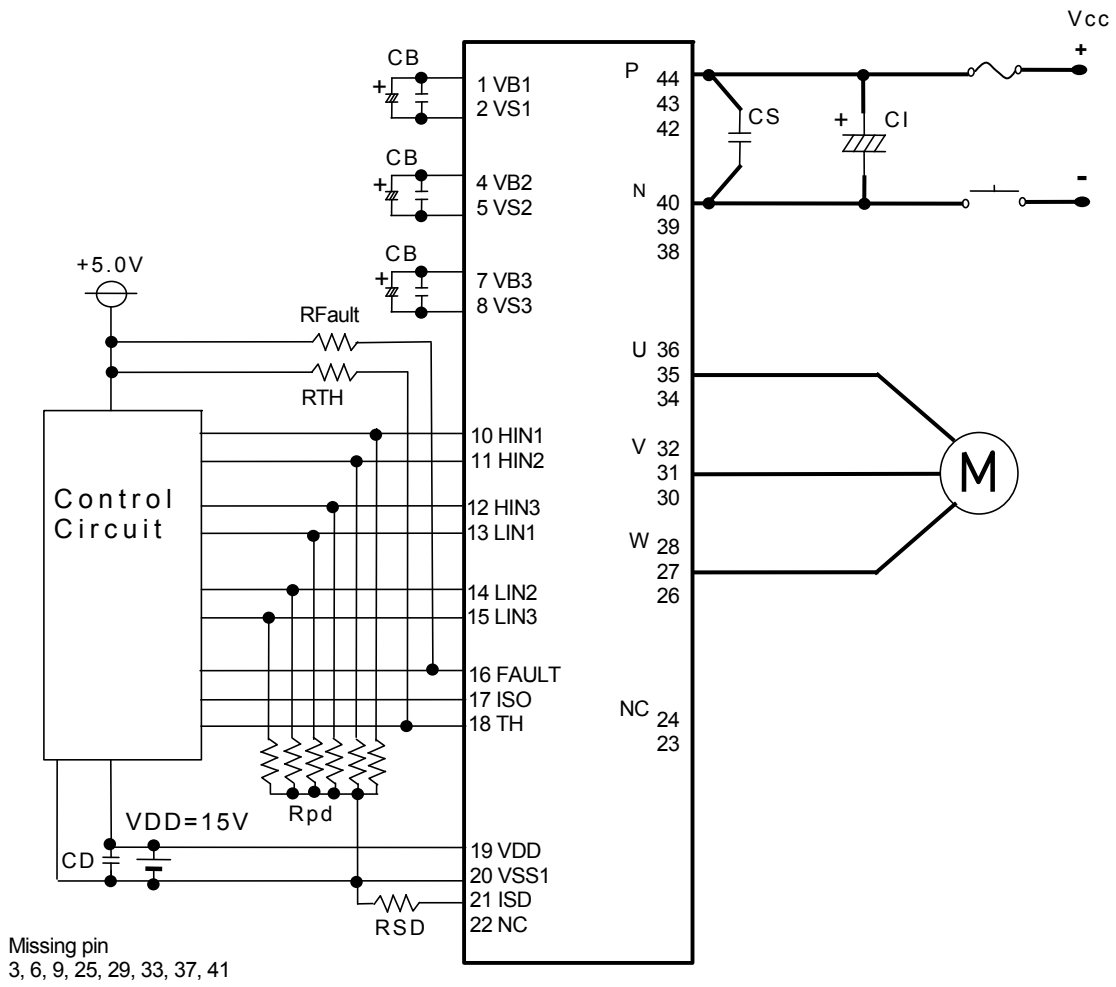 Vcc
+
-
CB
+
1 VB1
2 VS1
CB
+
4 VB2
5 VS2
CB
+
7 VB3
8 VS3
P 44
43
42
CS
+ CI
N 40
39
38
+5.0V
RFault
RTH
U 36
35
34
V 32
31
30
W 28
27
26
M
NC 24
23
Control
Circuit
10 HIN1
11 HIN2
12 HIN3
13 LIN1
14 LIN2
15 LIN3
16 FAULT
17 ISO
18 TH
Rpd
VDD=15V
CD
19 VDD
20 VSS1
21 ISD
22 NC
RSD
Missing pin
3, 6, 9, 25, 29, 33, 37, 41